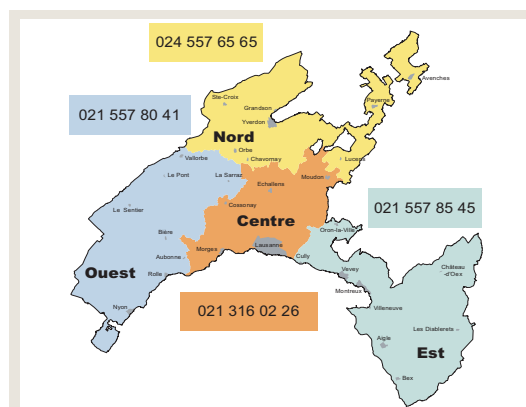 024 557 65 65
Avenches
Ste-Croix
Payerne
Grandson
021 557 80 41
Yverdon
Nord
Orbe
Vallorbe
Chavornay
Lucens
Le Pont
La Sarraz
Moudon
Echallens
021 557 85 45
Le Sentier
Cossonay
Centre
Oron-la-Ville
Bière
Morges
Lausanne
Aubonne
Cully
Ouest
Rolle
Vevey
Château
-d'Oex
Montreux
021 316 02 26
Nyon
Villeneuve
Les Diablerets
Aigle
Est
Bex